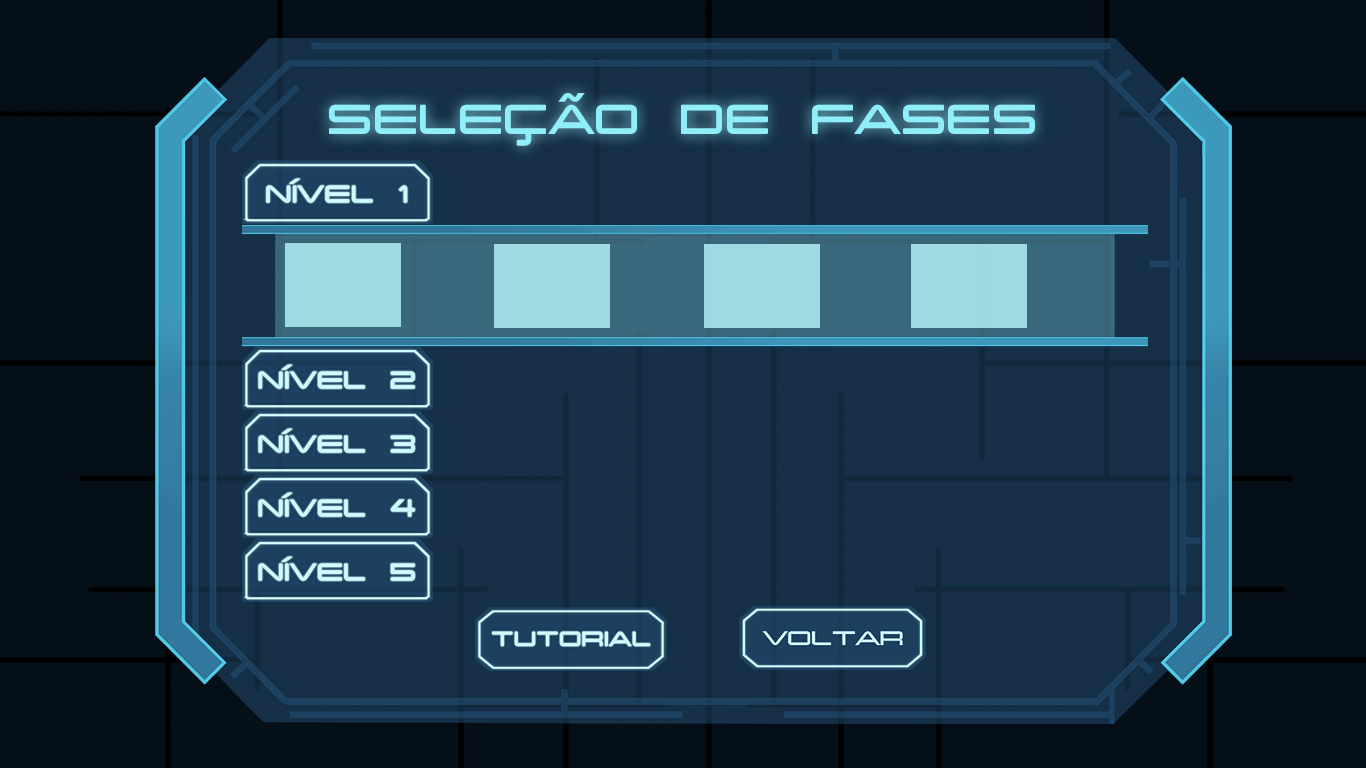 SELEÇÃO DE FASES
NÍVEL 1
NÍVEL 2
NÍVEL 3
NÍVEL 4
NÍVEL 5
TUTORIAL
VOLTAR